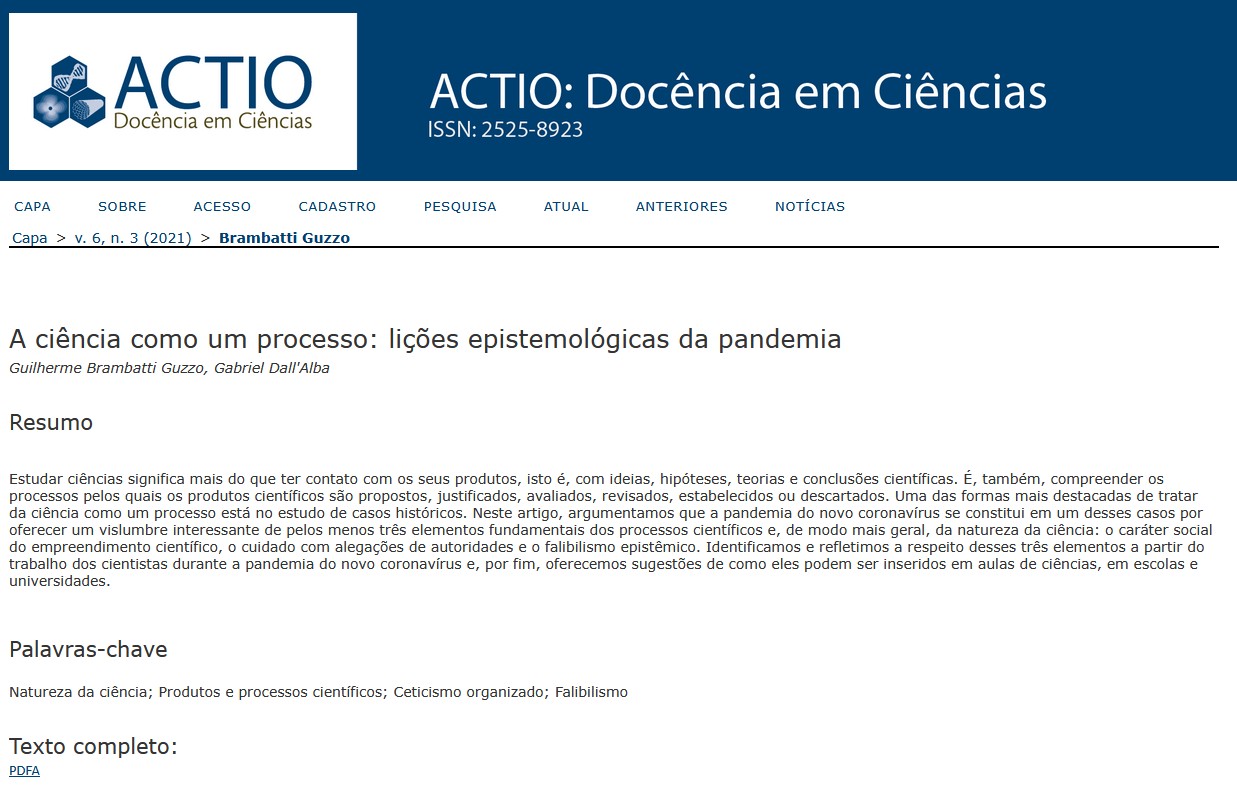 ACTIO
Docência em Ciências
ACTIO: Docência em Ciências
ISSN: 2525-8923
CAPA SOBRE ACESSO CADASTRO PESQUISA ATUAL ANTERIORES NOTÍCIAS
Capa > v. 6, n. 3 (2021) > Brambatti Guzzo
A ciência como um processo: lições epistemológicas da pandemia
Guilherme Brambatti Guzzo, Gabriel Dall'Alba
Resumo
Estudar ciências significa mais do que ter contato com os seus produtos, isto é, com ideias, hipóteses, teorias e conclusões científicas. É, também, compreender os
processos pelos quais os produtos científicos são propostos, justificados, avaliados, revisados, estabelecidos ou descartados. Uma das formas mais destacadas de tratar
da ciência como um processo está no estudo de casos históricos. Neste artigo, argumentamos que a pandemia do novo coronavírus se constitui em um desses casos por
oferecer um vislumbre interessante de pelo menos três elementos fundamentais dos processos científicos e, de modo mais geral, da natureza da ciência: o caráter social
do empreendimento científico, o cuidado com alegações de autoridades e o falibilismo epistêmico. Identificamos e refletimos a respeito desses três elementos a partir do
trabalho dos cientistas durante a pandemia do novo coronavírus e, por fim, oferecemos sugestões de como eles podem ser inseridos em aulas de ciências, em escolas e
universidades.
Palavras-chave
Natureza da ciência; Produtos e processos científicos; Ceticismo organizado; Falibilismo
Texto completo:
PDFA